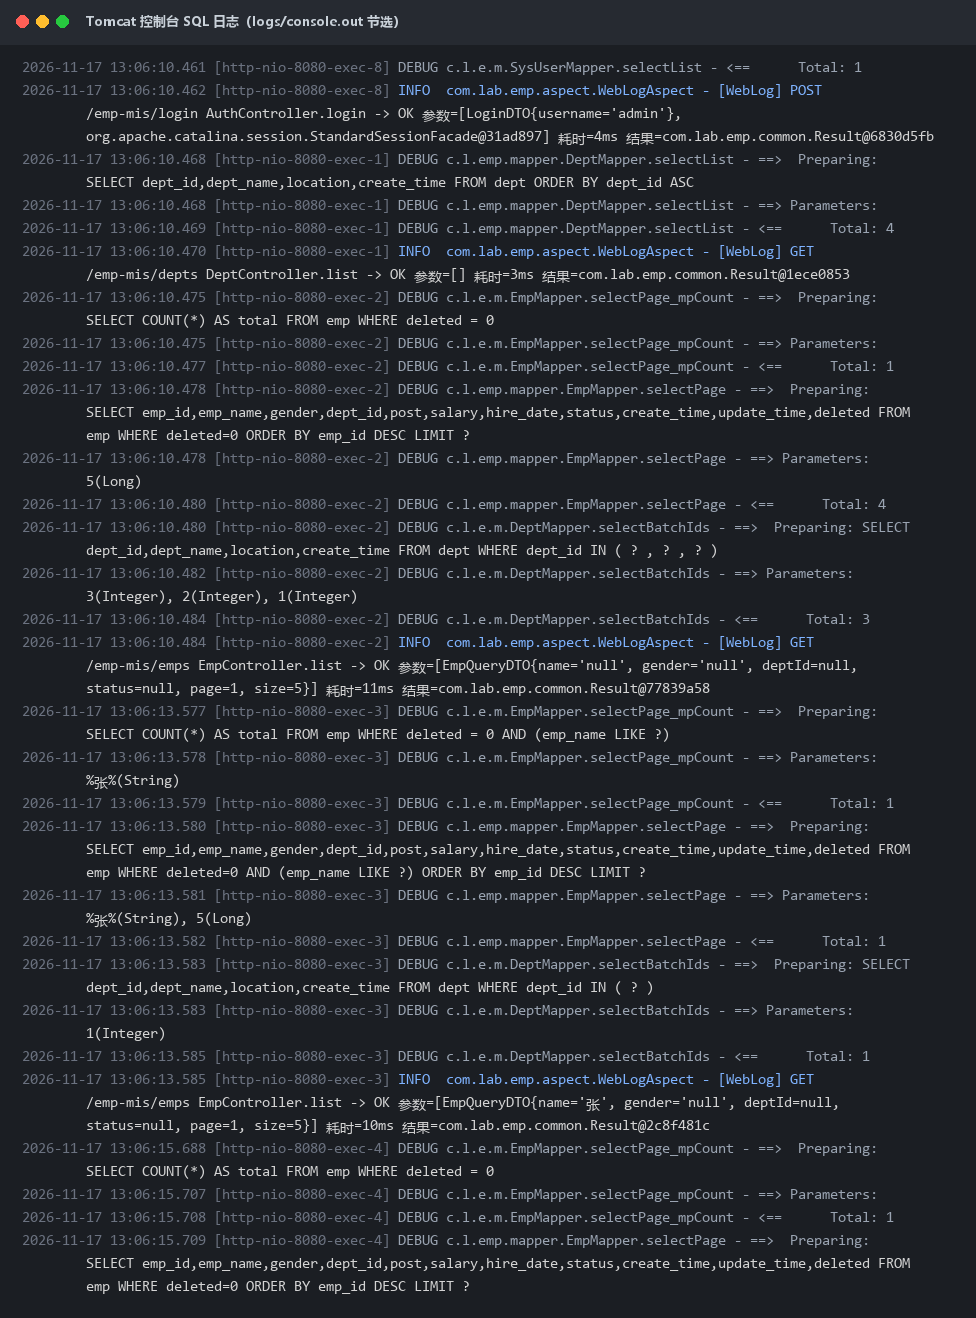 Tomcat 控制台 SQL 日志（logs/console.out 节选）
2026-11-17 13:06:10.461 [http-nio-8080-exec-8] DEBUG c.l.e.m.SysUserMapper.selectList - <==      Total: 1
2026-11-17 13:06:10.462 [http-nio-8080-exec-8] INFO  com.lab.emp.aspect.WebLogAspect - [WebLog] POST
/emp-mis/login AuthController.login -> OK 参数=[LoginDTO{username='admin'},
org.apache.catalina.session.StandardSessionFacade@31ad897] 耗时=4ms 结果=com.lab.emp.common.Result@6830d5fb
2026-11-17 13:06:10.468 [http-nio-8080-exec-1] DEBUG c.l.emp.mapper.DeptMapper.selectList - ==>  Preparing:
SELECT dept_id,dept_name,location,create_time FROM dept ORDER BY dept_id ASC
2026-11-17 13:06:10.468 [http-nio-8080-exec-1] DEBUG c.l.emp.mapper.DeptMapper.selectList - ==> Parameters:
2026-11-17 13:06:10.469 [http-nio-8080-exec-1] DEBUG c.l.emp.mapper.DeptMapper.selectList - <==      Total: 4
2026-11-17 13:06:10.470 [http-nio-8080-exec-1] INFO  com.lab.emp.aspect.WebLogAspect - [WebLog] GET
/emp-mis/depts DeptController.list -> OK 参数=[] 耗时=3ms 结果=com.lab.emp.common.Result@1ece0853
2026-11-17 13:06:10.475 [http-nio-8080-exec-2] DEBUG c.l.e.m.EmpMapper.selectPage_mpCount - ==>  Preparing:
SELECT COUNT(*) AS total FROM emp WHERE deleted = 0
2026-11-17 13:06:10.475 [http-nio-8080-exec-2] DEBUG c.l.e.m.EmpMapper.selectPage_mpCount - ==> Parameters:
2026-11-17 13:06:10.477 [http-nio-8080-exec-2] DEBUG c.l.e.m.EmpMapper.selectPage_mpCount - <==      Total: 1
2026-11-17 13:06:10.478 [http-nio-8080-exec-2] DEBUG c.l.emp.mapper.EmpMapper.selectPage - ==>  Preparing:
SELECT emp_id,emp_name,gender,dept_id,post,salary,hire_date,status,create_time,update_time,deleted FROM
emp WHERE deleted=0 ORDER BY emp_id DESC LIMIT ?
2026-11-17 13:06:10.478 [http-nio-8080-exec-2] DEBUG c.l.emp.mapper.EmpMapper.selectPage - ==> Parameters:
5(Long)
2026-11-17 13:06:10.480 [http-nio-8080-exec-2] DEBUG c.l.emp.mapper.EmpMapper.selectPage - <==      Total: 4
2026-11-17 13:06:10.480 [http-nio-8080-exec-2] DEBUG c.l.e.m.DeptMapper.selectBatchIds - ==>  Preparing: SELECT
dept_id,dept_name,location,create_time FROM dept WHERE dept_id IN ( ? , ? , ? )
2026-11-17 13:06:10.482 [http-nio-8080-exec-2] DEBUG c.l.e.m.DeptMapper.selectBatchIds - ==> Parameters:
3(Integer), 2(Integer), 1(Integer)
2026-11-17 13:06:10.484 [http-nio-8080-exec-2] DEBUG c.l.e.m.DeptMapper.selectBatchIds - <==      Total: 3
2026-11-17 13:06:10.484 [http-nio-8080-exec-2] INFO  com.lab.emp.aspect.WebLogAspect - [WebLog] GET
/emp-mis/emps EmpController.list -> OK 参数=[EmpQueryDTO{name='null', gender='null', deptId=null,
status=null, page=1, size=5}] 耗时=11ms 结果=com.lab.emp.common.Result@77839a58
2026-11-17 13:06:13.577 [http-nio-8080-exec-3] DEBUG c.l.e.m.EmpMapper.selectPage_mpCount - ==>  Preparing:
SELECT COUNT(*) AS total FROM emp WHERE deleted = 0 AND (emp_name LIKE ?)
2026-11-17 13:06:13.578 [http-nio-8080-exec-3] DEBUG c.l.e.m.EmpMapper.selectPage_mpCount - ==> Parameters:
%张%(String)
2026-11-17 13:06:13.579 [http-nio-8080-exec-3] DEBUG c.l.e.m.EmpMapper.selectPage_mpCount - <==      Total: 1
2026-11-17 13:06:13.580 [http-nio-8080-exec-3] DEBUG c.l.emp.mapper.EmpMapper.selectPage - ==>  Preparing:
SELECT emp_id,emp_name,gender,dept_id,post,salary,hire_date,status,create_time,update_time,deleted FROM
emp WHERE deleted=0 AND (emp_name LIKE ?) ORDER BY emp_id DESC LIMIT ?
2026-11-17 13:06:13.581 [http-nio-8080-exec-3] DEBUG c.l.emp.mapper.EmpMapper.selectPage - ==> Parameters:
%张%(String), 5(Long)
2026-11-17 13:06:13.582 [http-nio-8080-exec-3] DEBUG c.l.emp.mapper.EmpMapper.selectPage - <==      Total: 1
2026-11-17 13:06:13.583 [http-nio-8080-exec-3] DEBUG c.l.e.m.DeptMapper.selectBatchIds - ==>  Preparing: SELECT
dept_id,dept_name,location,create_time FROM dept WHERE dept_id IN ( ? )
2026-11-17 13:06:13.583 [http-nio-8080-exec-3] DEBUG c.l.e.m.DeptMapper.selectBatchIds - ==> Parameters:
1(Integer)
2026-11-17 13:06:13.585 [http-nio-8080-exec-3] DEBUG c.l.e.m.DeptMapper.selectBatchIds - <==      Total: 1
2026-11-17 13:06:13.585 [http-nio-8080-exec-3] INFO  com.lab.emp.aspect.WebLogAspect - [WebLog] GET
/emp-mis/emps EmpController.list -> OK 参数=[EmpQueryDTO{name='张', gender='null', deptId=null,
status=null, page=1, size=5}] 耗时=10ms 结果=com.lab.emp.common.Result@2c8f481c
2026-11-17 13:06:15.688 [http-nio-8080-exec-4] DEBUG c.l.e.m.EmpMapper.selectPage_mpCount - ==>  Preparing:
SELECT COUNT(*) AS total FROM emp WHERE deleted = 0
2026-11-17 13:06:15.707 [http-nio-8080-exec-4] DEBUG c.l.e.m.EmpMapper.selectPage_mpCount - ==> Parameters:
2026-11-17 13:06:15.708 [http-nio-8080-exec-4] DEBUG c.l.e.m.EmpMapper.selectPage_mpCount - <==      Total: 1
2026-11-17 13:06:15.709 [http-nio-8080-exec-4] DEBUG c.l.emp.mapper.EmpMapper.selectPage - ==>  Preparing:
SELECT emp_id,emp_name,gender,dept_id,post,salary,hire_date,status,create_time,update_time,deleted FROM
emp WHERE deleted=0 ORDER BY emp_id DESC LIMIT ?